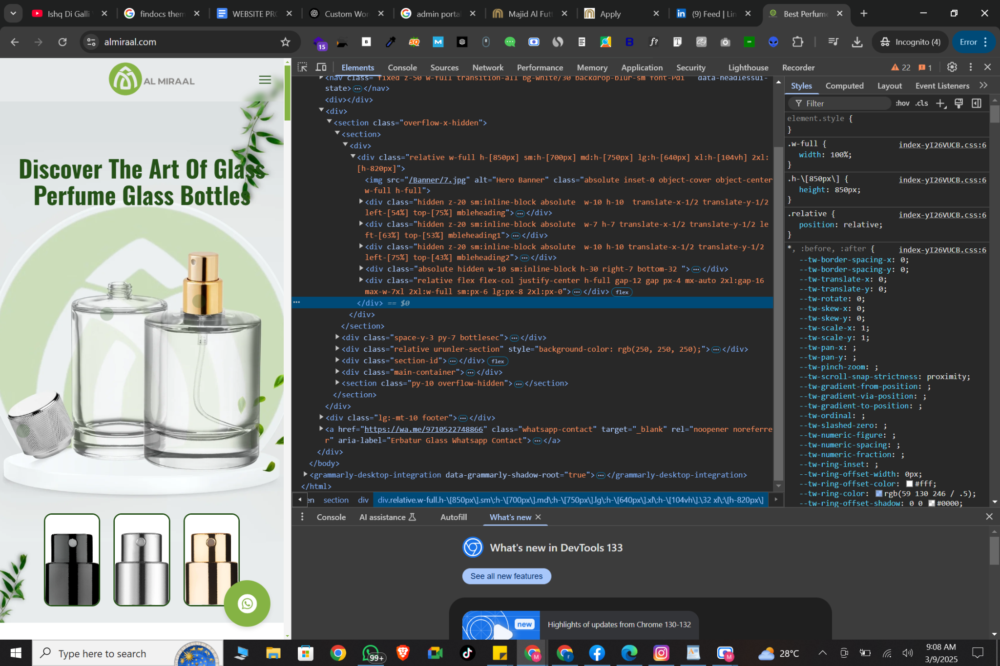 Ishq Di Galli
findocs them
WEBSITE PRO
Custom Wor
admin porta
Majid Al Futt
Apply
(9) Feed | Lin
Best Perfume
almiraal.com
15
Incognito (4)
Error
AL MIRAAL
Discover The Art Of Glass
Perfume Glass Bottles
Elements Console Sources Network Performance Memory Application Security Lighthouse Recorder 22 1
<nav class="fixed z-50 w-full transition-all bg-white/30 backdrop-blur-sm font-Pdi" data-headlessui-
state>…</nav>
<div></div>
<div>
<section class="overflow-x-hidden">
<section>
<div>
<div class="relative w-full h-[850px] sm:h-[700px] md:h-[750px] lg:h-[640px] xl:h-[104vh] 2xl:
[h-820px]">
<img src="/Banner/7.jpg" alt="Hero Banner" class="absolute inset-0 object-cover object-center
w-full h-full">
<div class="hidden z-20 sm:inline-block absolute  w-10 h-10  translate-x-1/2 translate-y-1/2
left-[54%] top-[75%] mbleheading">…</div>
<div class="hidden z-20 sm:inline-block absolute  w-7 h-7 translate-x-1/2 translate-y-1/2 le
ft-[63%] top-[53%] mbleheading1">…</div>
<div class="hidden z-20 sm:inline-block absolute  w-10 h-10 translate-x-1/2 translate-y-1/2
left-[75%] top-[43%] mbleheading2">…</div>
<div class="absolute hidden w-10 sm:inline-block h-30 right-7 bottom-32 ">…</div>
<div class="relative flex flex-col justify-center h-full gap-12 gap px-4 mx-auto 2xl:gap-16
max-w-7xl 2xl:w-full sm:px-6 lg:px-8 2xl:px-0">…</div> flex
</div> == $0
</div>
</section>
<div class="space-y-3 py-7 bottlesec">…</div>
<div class="relative urunler-section" style="background-color: rgb(250, 250, 250);">…</div>
<div class="section-id">…</div> flex
<div class="main-container">…</div>
<section class="py-10 overflow-hidden">…</section>
</section>
</div>
<div class="lg:-mt-10 footer">…</div>
<a href="https://wa.me/9710522748866" class="whatsapp-contact" target="_blank" rel="noopener noreferre
r" aria-label="Erbatur Glass Whatsapp Contact">…</a>
</div>
</body>
<grammarly-desktop-integration data-grammarly-shadow-root="true">…</grammarly-desktop-integration>
</html>
en section div div.relative.w-full.h-\[850px\].sm\:h-\[700px\].md\:h-\[750px\].lg\:h-\[640px\].xl\:h-\[104vh\].\32 xl\:\[h-820px\]
Styles Computed Layout Event Listeners
Filter :hov .cls
element.style {
}
.w-full { index-yI26VUCB.css:6
width: 100%;
}
.h-\[850px\] { index-yI26VUCB.css:6
height: 850px;
}
.relative { index-yI26VUCB.css:6
position: relative;
}
*, :before, :after { index-yI26VUCB.css:6
--tw-border-spacing-x: 0;
--tw-border-spacing-y: 0;
--tw-translate-x: 0;
--tw-translate-y: 0;
--tw-rotate: 0;
--tw-skew-x: 0;
--tw-skew-y: 0;
--tw-scale-x: 1;
--tw-scale-y: 1;
--tw-pan-x: ;
--tw-pan-y: ;
--tw-pinch-zoom: ;
--tw-scroll-snap-strictness: proximity;
--tw-gradient-from-position: ;
--tw-gradient-via-position: ;
--tw-gradient-to-position: ;
--tw-ordinal: ;
--tw-slashed-zero: ;
--tw-numeric-figure: ;
--tw-numeric-spacing: ;
--tw-numeric-fraction: ;
--tw-ring-inset: ;
--tw-ring-offset-width: 0px;
--tw-ring-offset-color: #fff;
--tw-ring-color: rgb(59 130 246 / .5);
--tw-ring-offset-shadow: 0 0 #0000;
Console AI assistance Autofill What's new
What's new in DevTools 133
See all new features
new
Highlights of updates from Chrome 130-132
Type here to search
99+
28°C
9:08 AM
3/9/2025